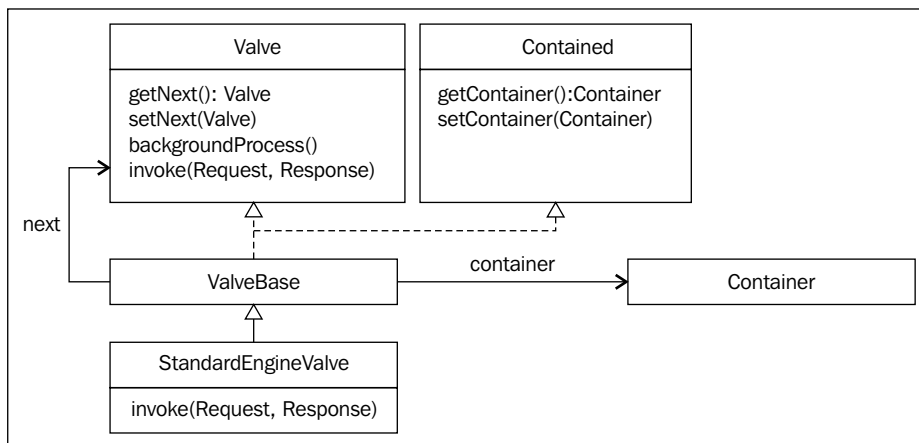 Valve
getNext(): Valve
setNext(Valve)
backgroundProcess()
invoke(Request, Response)
Contained
getContainer():Container
setContainer(Container)
next
ValveBase
container
Container
StandardEngineValve
invoke(Request, Response)